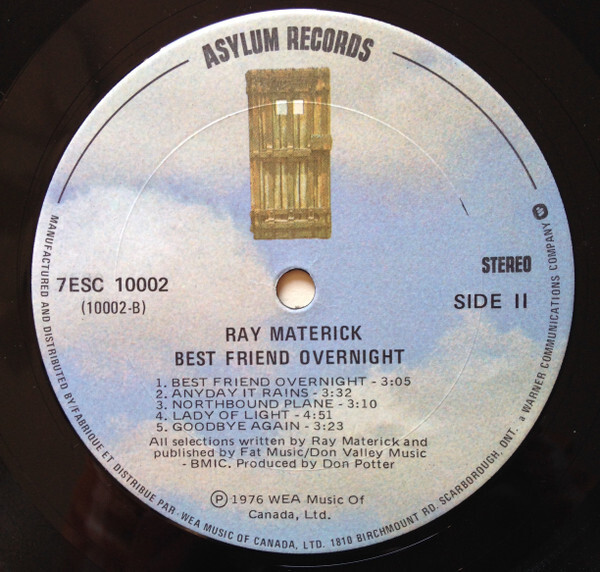 ASYLUM RECORDS
7ESC 10002
(10002-B)
STEREO
SIDE II
RAY MATERICK
BEST FRIEND OVERNIGHT
1. BEST FRIEND OVERNIGHT - 3:05
2. ANYDAY IT RAINS - 3:32
3. NORTHBOUND PLANE - 3:10
4. LADY OF LIGHT - 4:51
5. GOODBYE AGAIN - 3:23
All selections written by Ray Materick and
published by Fat Music/Don Valley Music
- BMIC. Produced by Don Potter
Ⓟ 1976 WEA Music Of
Canada, Ltd.
MANUFACTURED AND DISTRIBUTED BY/FABRIQUE ET DISTRIBUE PAR · WEA MUSIC OF CANADA, LTD. 1810 BIRCHMOUNT RD. SCARBOROUGH, ONT. a WARNER COMMUNICATIONS COMPANY